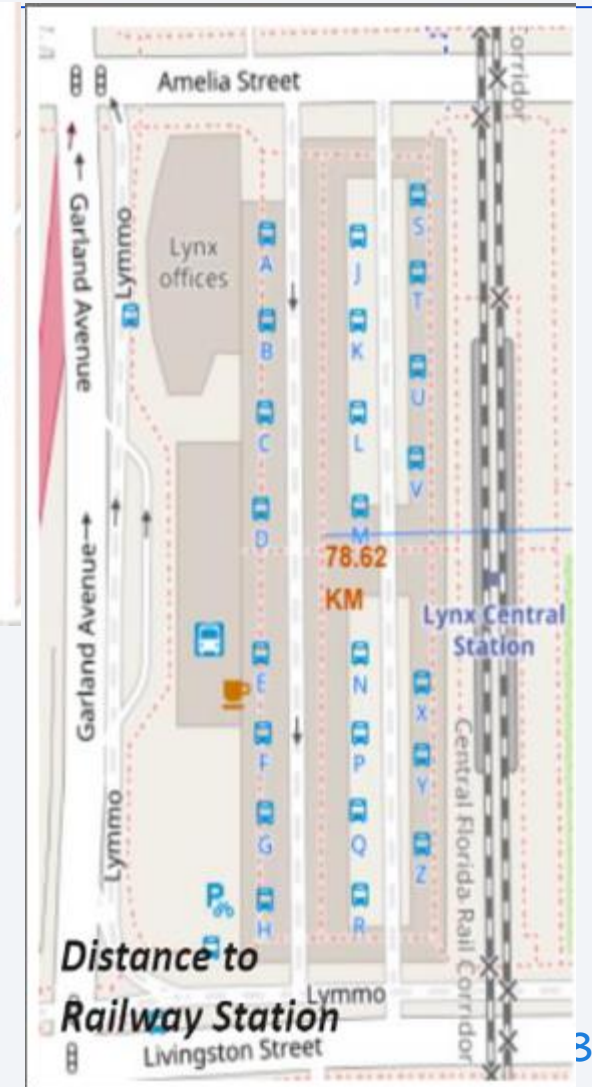 Corridor
Amelia Street
Garland Avenue
Lymmo
Lynx
offices
A
J
S
T
B
K
U
C
L
V
D
M
78.62
KM
Garland Avenue
Lynx Central
Station
E
N
X
F
P
Y
G
Q
Z
H
R
Central Florida Rail Corridor
Lymmo
P
Distance to
Railway Station
Lymmo
Livingston Street
3